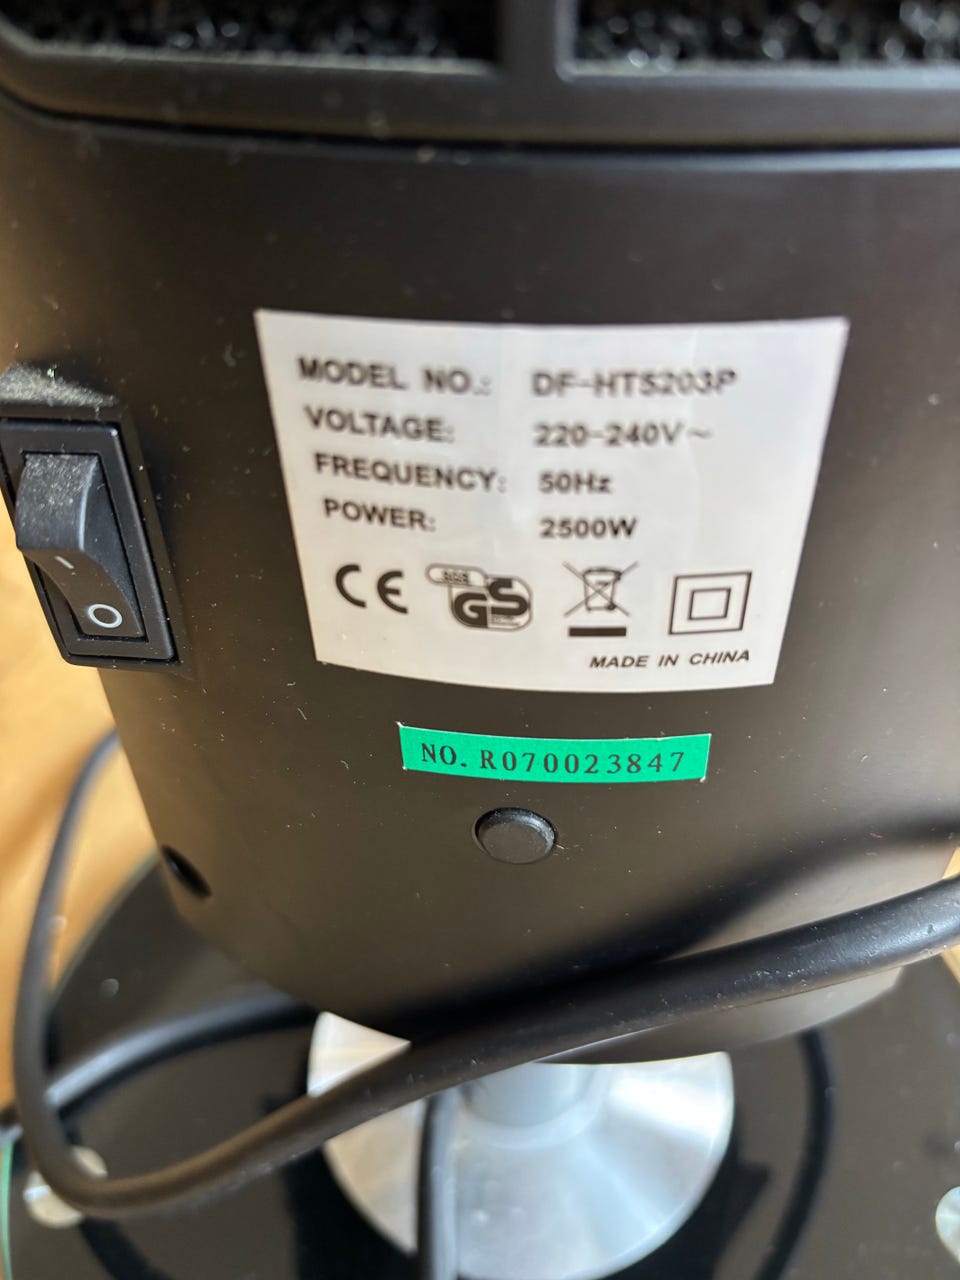 MODEL NO.: DF-HT5203P
VOLTAGE: 220-240V~
FREQUENCY: 50Hz
POWER: 2500W
CE GS
MADE IN CHINA
NO. R070023847